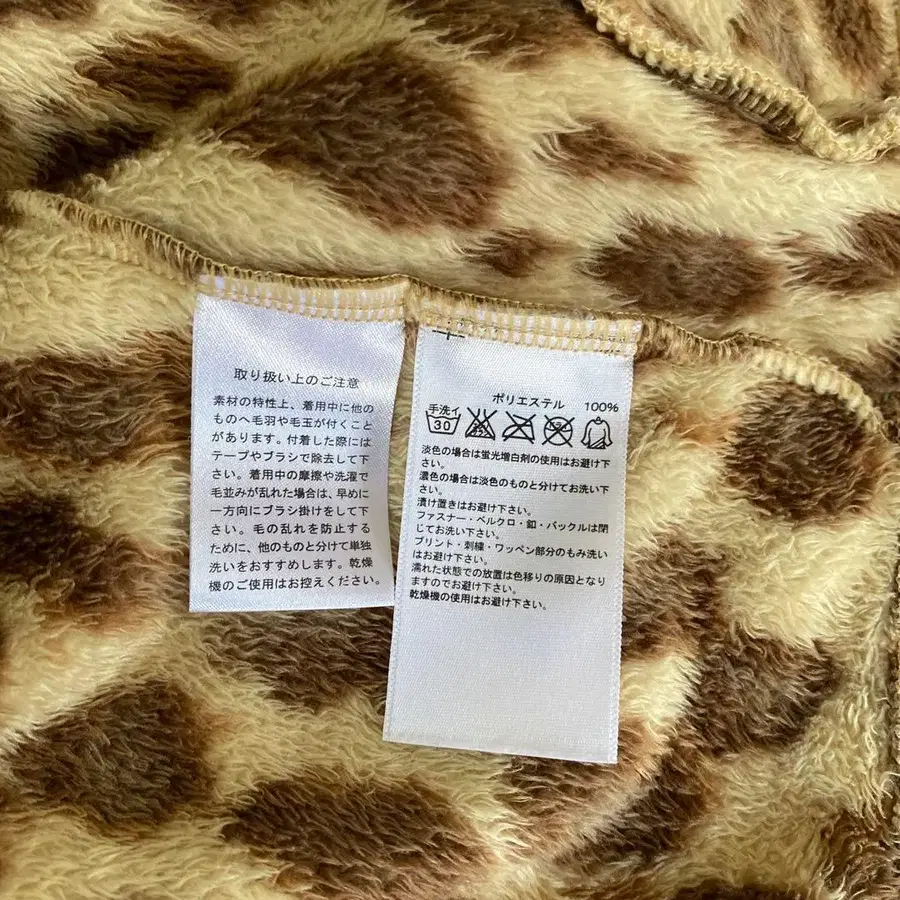 取り扱い上のご注意
素材の特性上、着用中に他の
ものへ毛羽や毛玉が付くこと
があります。付着した際には
テープやブラシで除去して下
さい。着用中の摩擦や洗濯で
毛並みが乱れた場合は、早めに
一方向にブラシ掛けをして下
さい。毛の乱れを防止する
ために、他のものと分けて単独
洗いをおすすめします。乾燥
機のご使用はお控えください。
ポリエステル 100%
手洗イ
30
淡色の場合は蛍光増白剤の使用はお避け下
さい。
濃色の場合は淡色のものと分けてお洗い下
さい。
漬け置きはお避け下さい。
ファスナー・ベルクロ・釦・バックルは閉
じてお洗い下さい。
プリント・刺繍・ワッペン部分のもみ洗い
はお避け下さい。
濡れた状態での放置は色移りの原因となり
ますのでお避け下さい。
乾燥機の使用はお避け下さい。